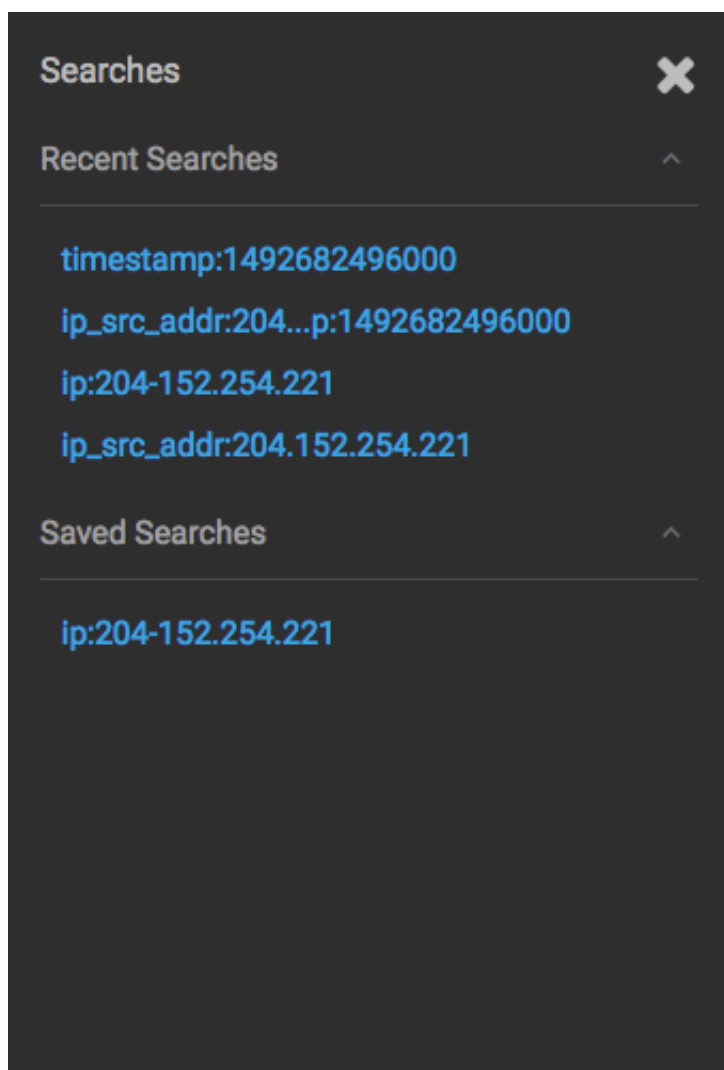 Searches
Recent Searches
timestamp:1492682496000
ip_src_addr:204...p:1492682496000
ip:204-152.254.221
ip_src_addr:204.152.254.221
Saved Searches
ip:204-152.254.221